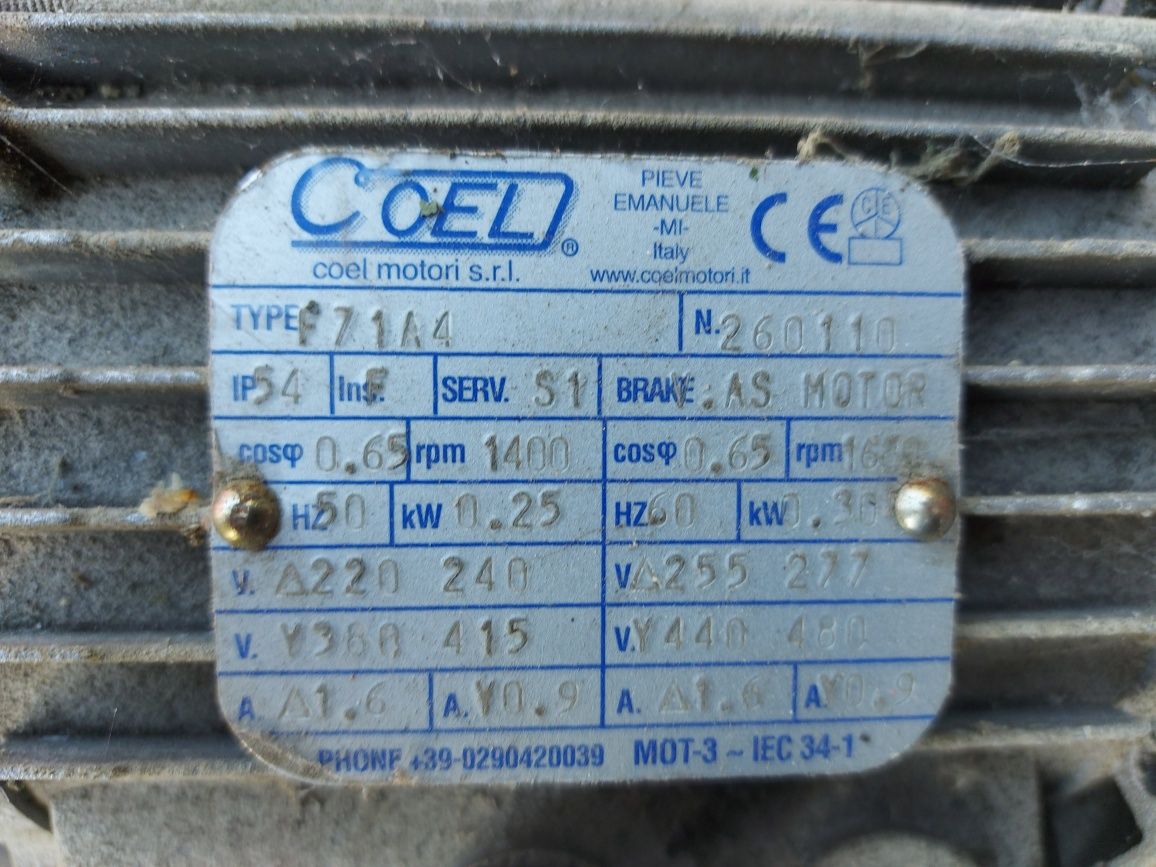 COEL ®
coel motori s.r.l.
PIEVE
EMANUELE
-MI-
Italy
www.coelmotori.it
CE
TYPE F71A4 N. 260110
IP 54 Ins. F SERV. S1 BRAKE V.AS MOTOR
cosφ 0.65 rpm 1400 cosφ 0.65 rpm
HZ 50 kW 0.25 HZ 60 kW
V. Δ220 240 V. Δ255 277
V. Y380 415 V. Y440 480
A. Δ1.6 A. Y0.9 A. Δ1.6 A. Y0.9
PHONE +39-0290420039 MOT-3 ~ IEC 34-1